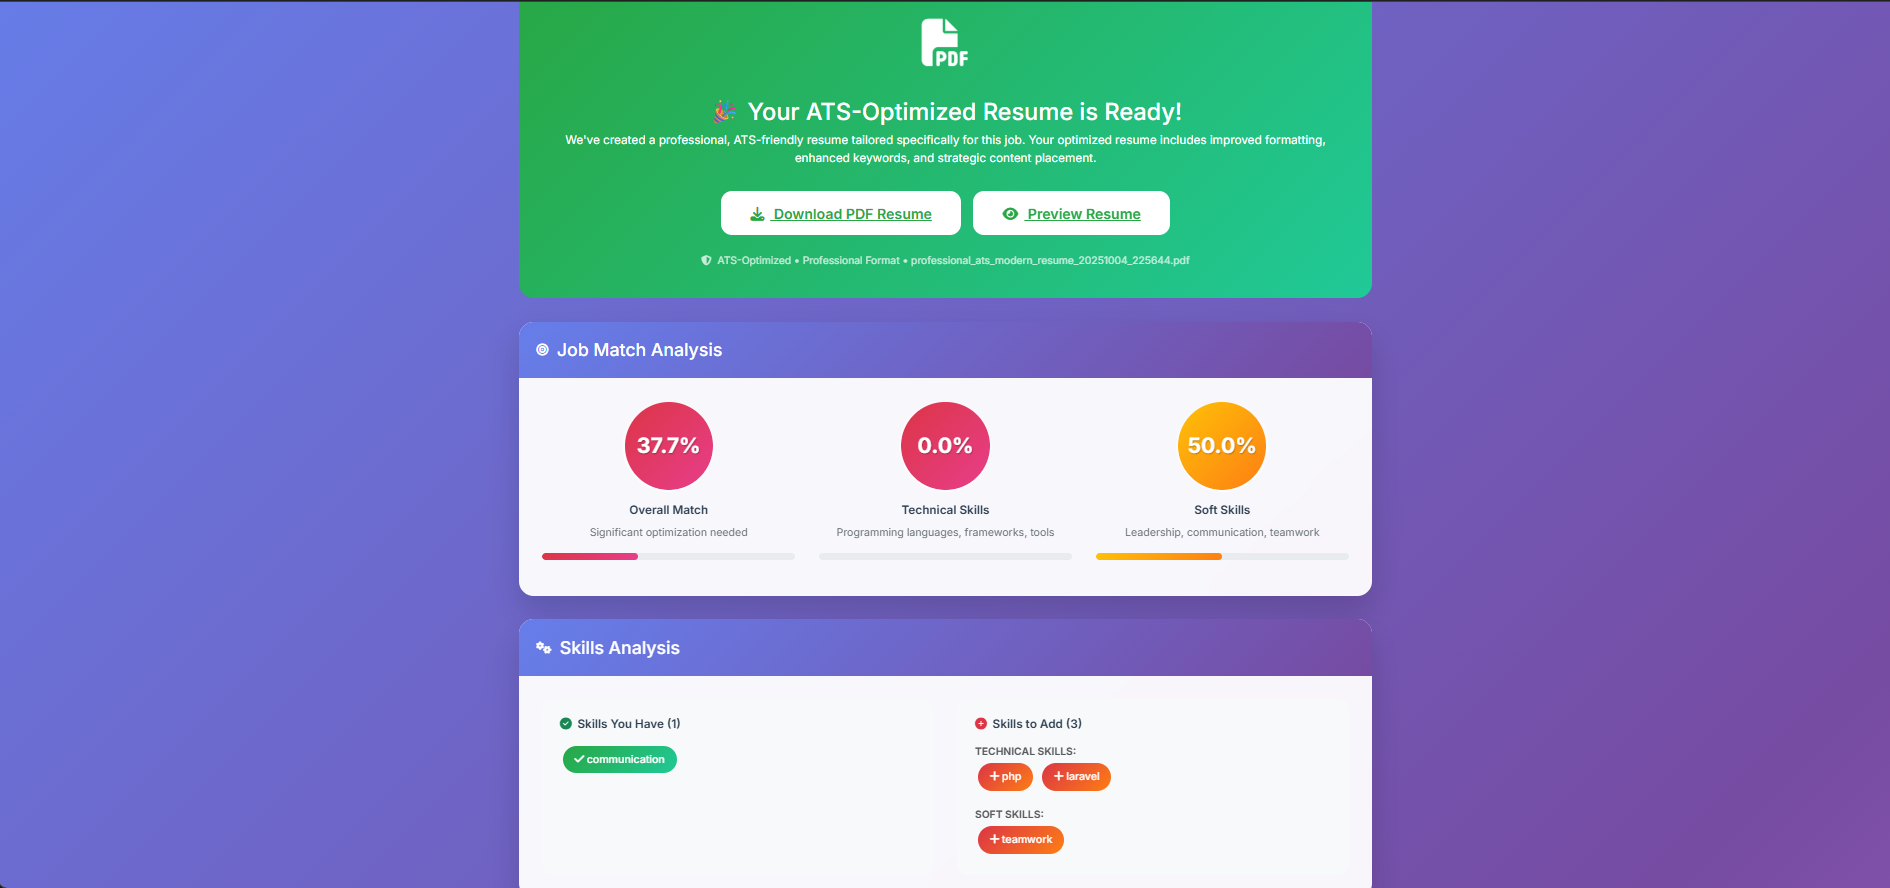 PDF
🎉 Your ATS-Optimized Resume is Ready!
We've created a professional, ATS-friendly resume tailored specifically for this job. Your optimized resume includes improved formatting,
enhanced keywords, and strategic content placement.
Download PDF Resume
Preview Resume
ATS-Optimized • Professional Format • professional_ats_modern_resume_20251004_225644.pdf
Job Match Analysis
37.7%
0.0%
50.0%
Overall Match
Technical Skills
Soft Skills
Significant optimization needed
Programming languages, frameworks, tools
Leadership, communication, teamwork
Skills Analysis
Skills You Have (1)
communication
Skills to Add (3)
TECHNICAL SKILLS:
php
laravel
SOFT SKILLS:
teamwork